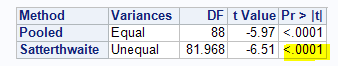 Method Variances DF t Value Pr > |t|
Pooled Equal 88 -5.97 <.0001
Satterthwaite Unequal 81.968 -6.51 <.0001